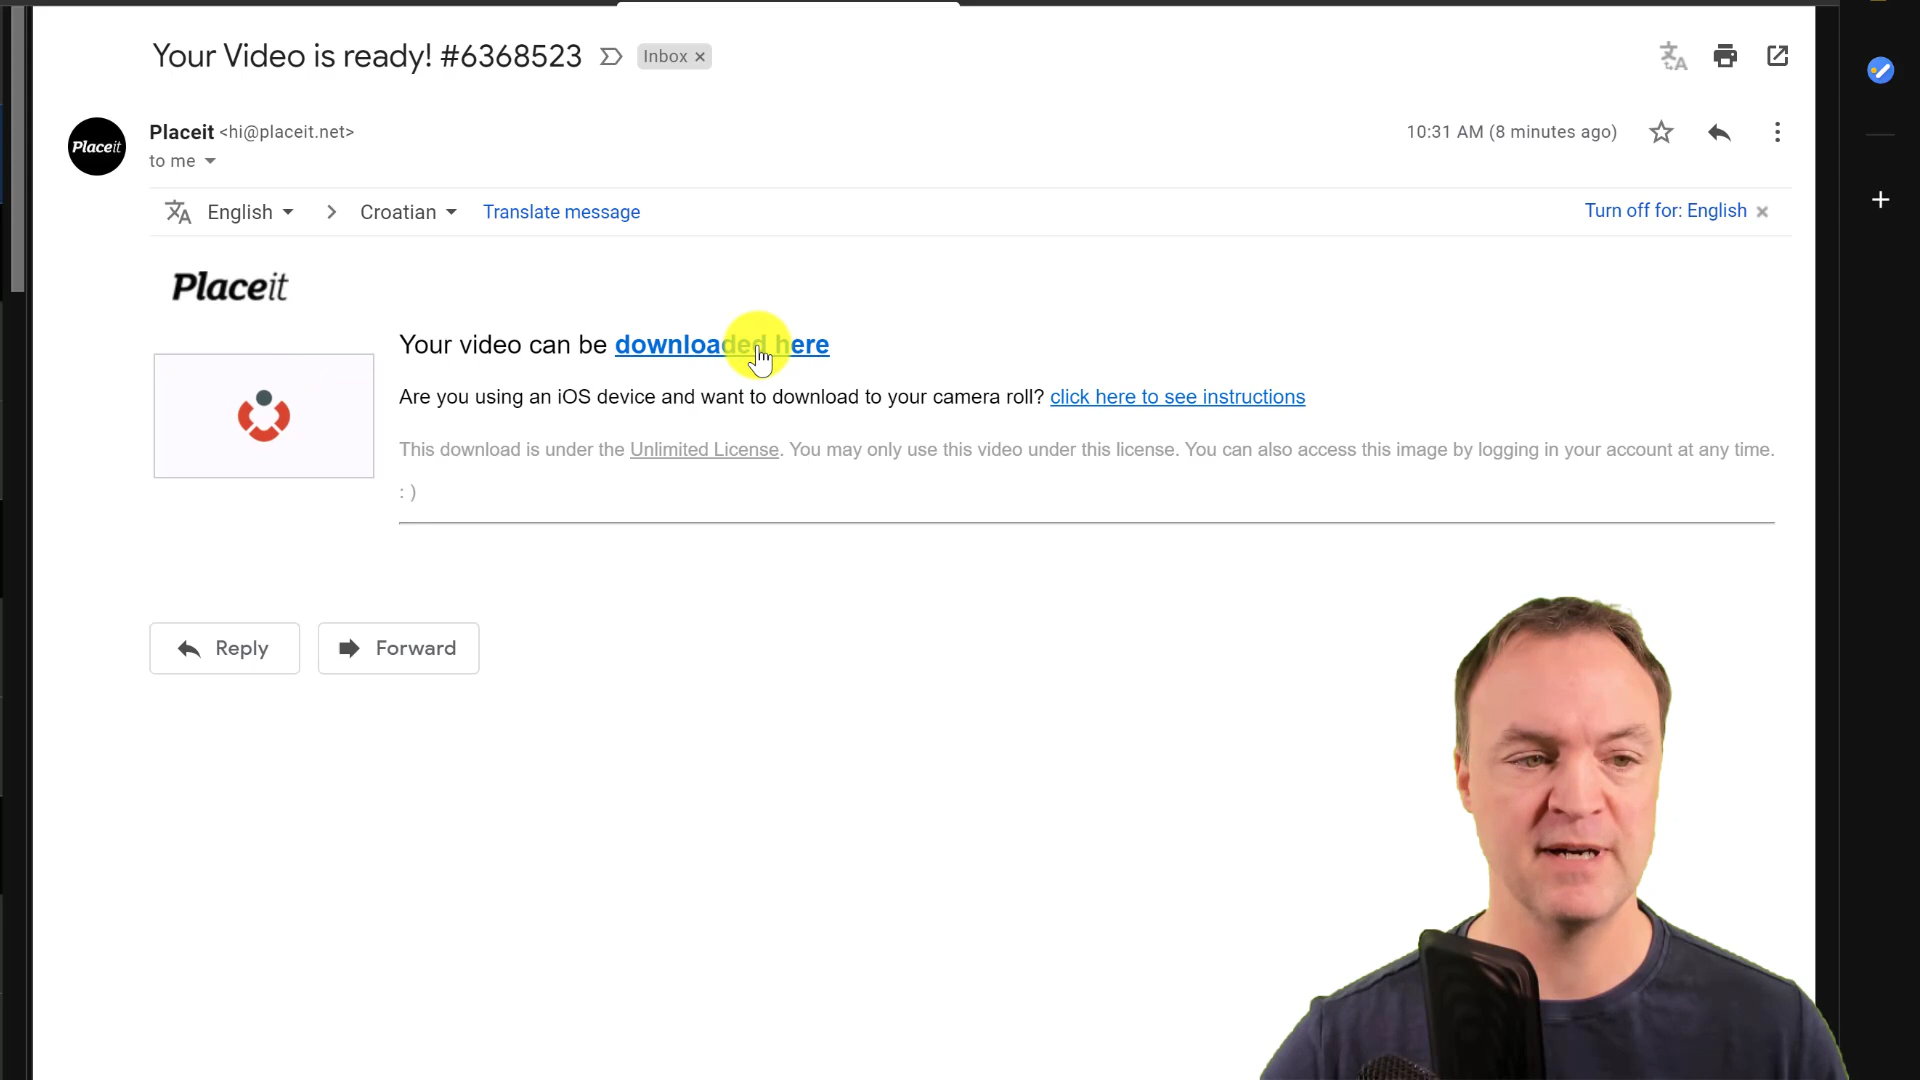 Your Video is ready! #6368523 Inbox ×
Placeit
Placeit <hi@placeit.net>
10:31 AM (8 minutes ago)
to me
English > Croatian Translate message
Turn off for: English ×
Placeit
Your video can be downloaded here
Are you using an iOS device and want to download to your camera roll? click here to see instructions
This download is under the Unlimited License. You may only use this video under this license. You can also access this image by logging in your account at any time.
: )
Reply
Forward